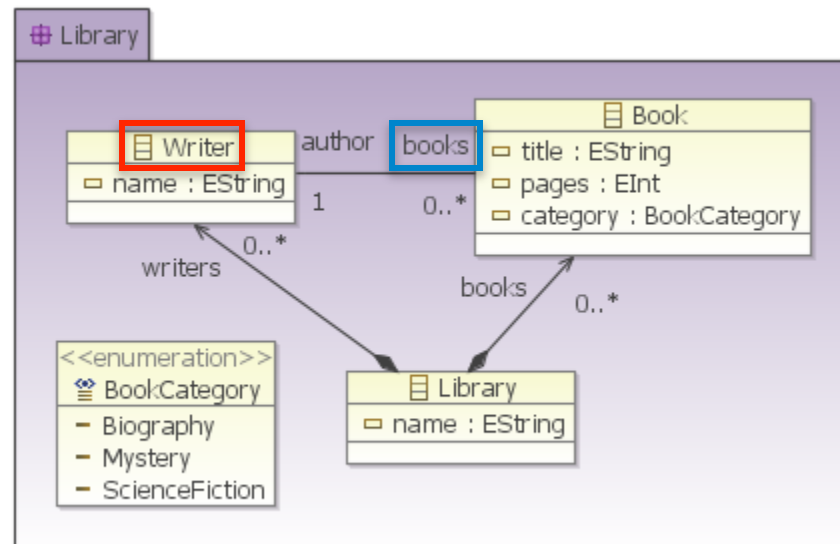 Library
Writer
name : EString
author
books
1
0..*
Book
title : EString
pages : EInt
category : BookCategory
writers
0..*
books
0..*
<<enumeration>>
BookCategory
Biography
Mystery
ScienceFiction
Library
name : EString